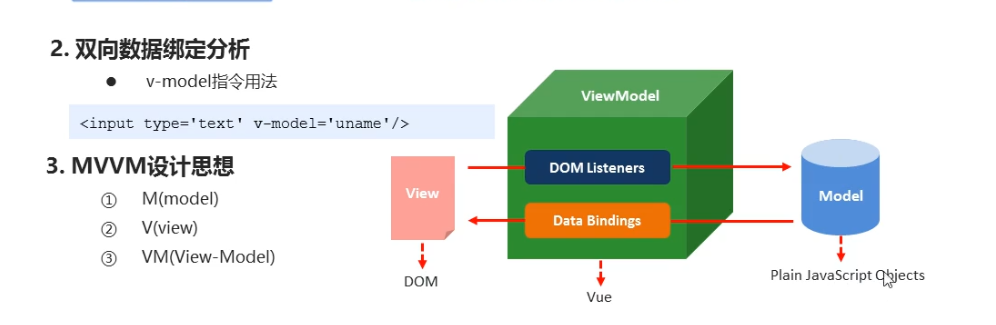 2. 双向数据绑定分析
● v-model指令用法
<input type='text' v-model='uname'/>
3. MVVM设计思想
① M(model)
② V(view)
③ VM(View-Model)
ViewModel
DOM Listeners
View
Model
Data Bindings
DOM
Vue
Plain JavaScript Objects